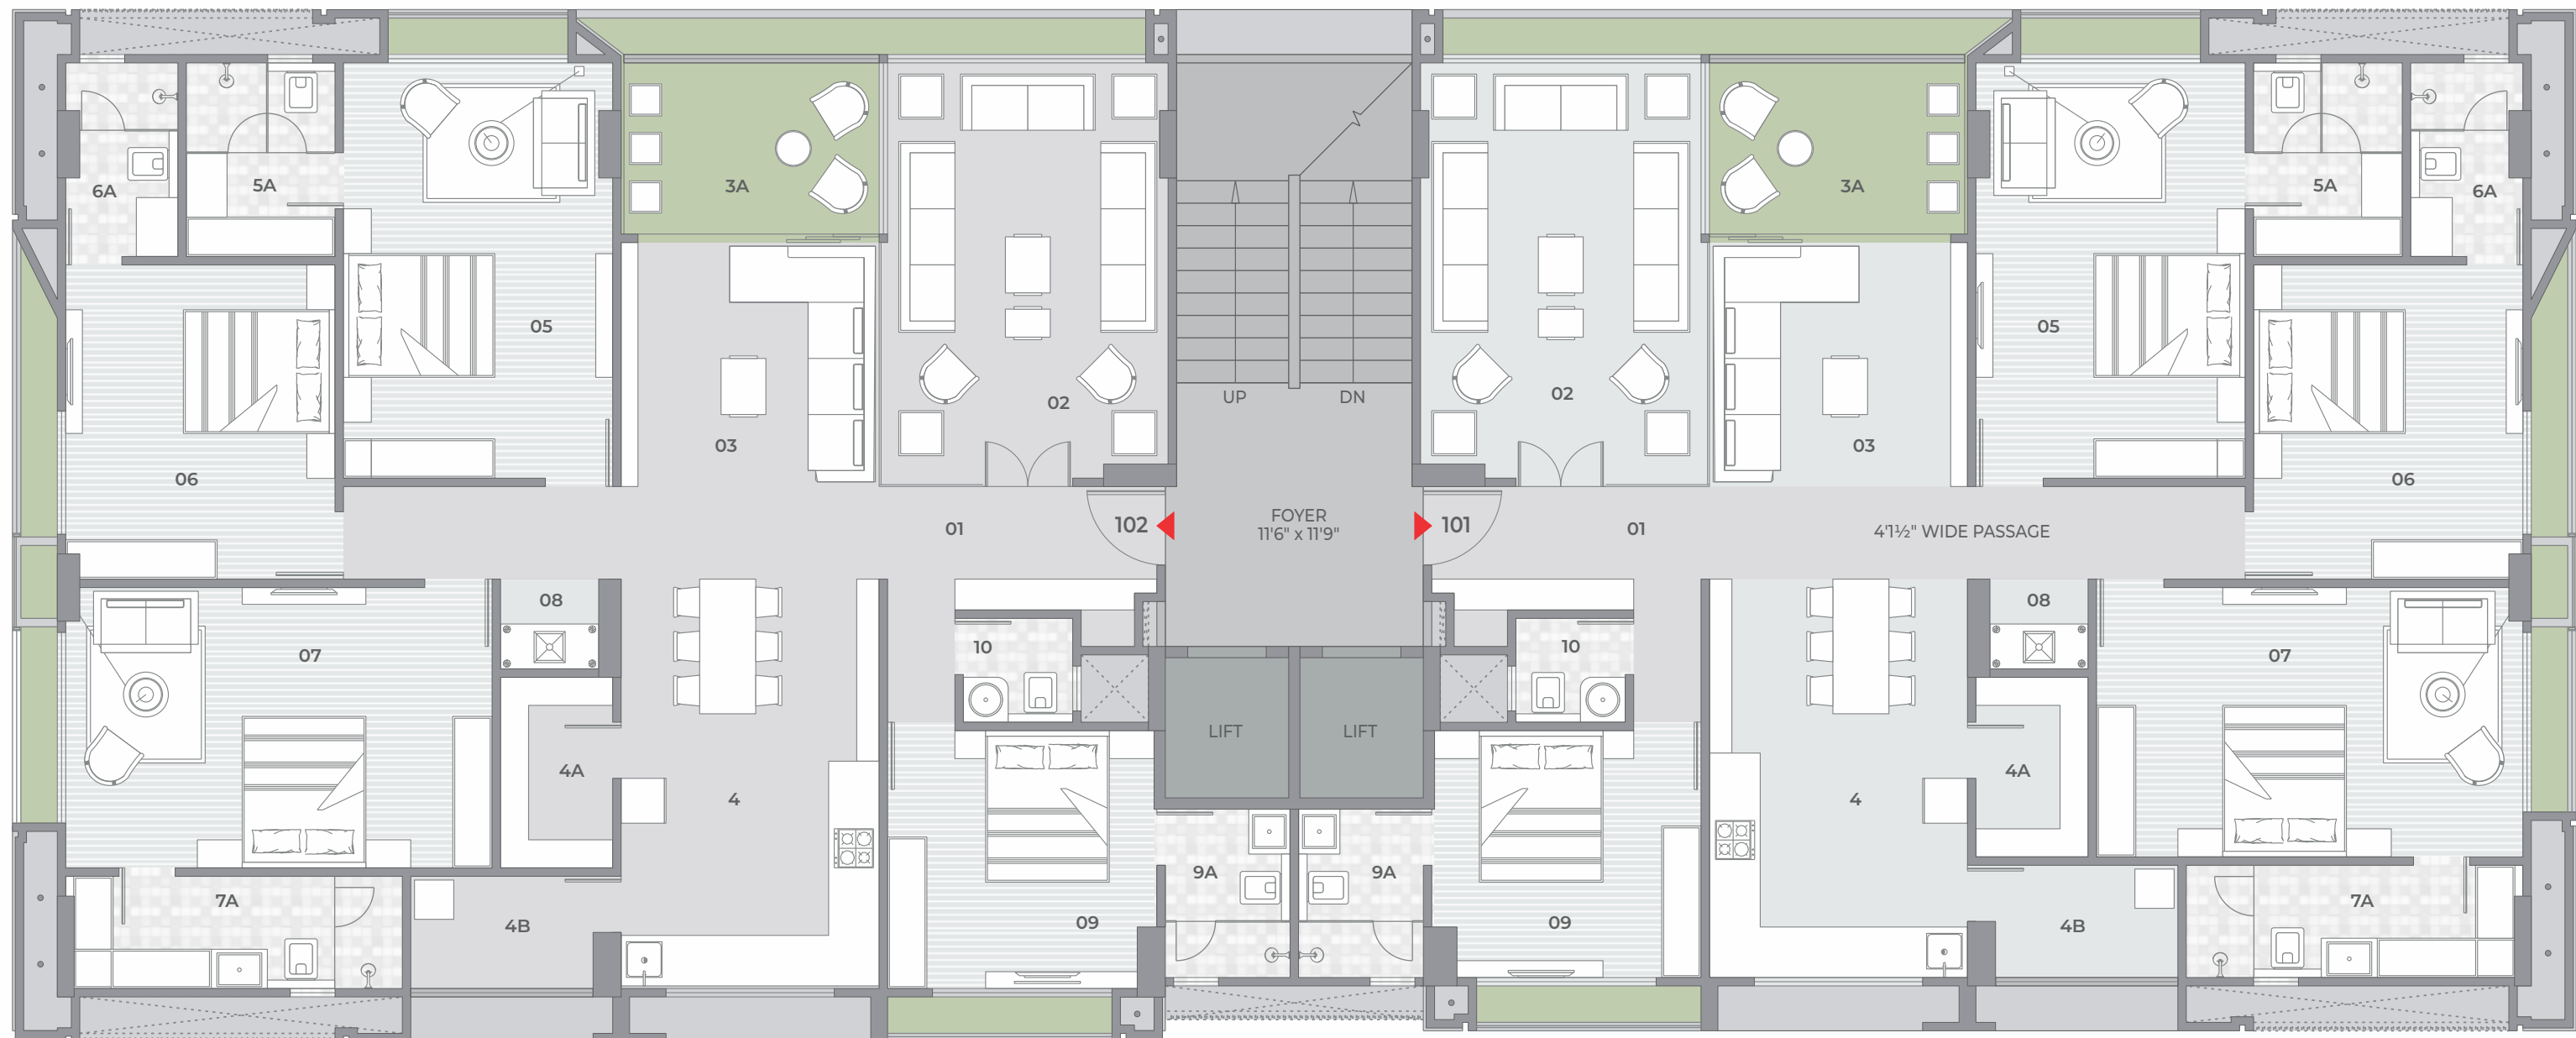 6A
5A
3A
3A
5A
6A
05
05
UP
DN
02
02
03
03
06
06
01
102
FOYER
11'6" x 11'9"
101
01
4'1½" WIDE PASSAGE
08
08
10
10
07
07
LIFT
LIFT
4A
4
4
4A
7A
9A
9A
7A
4B
09
09
4B